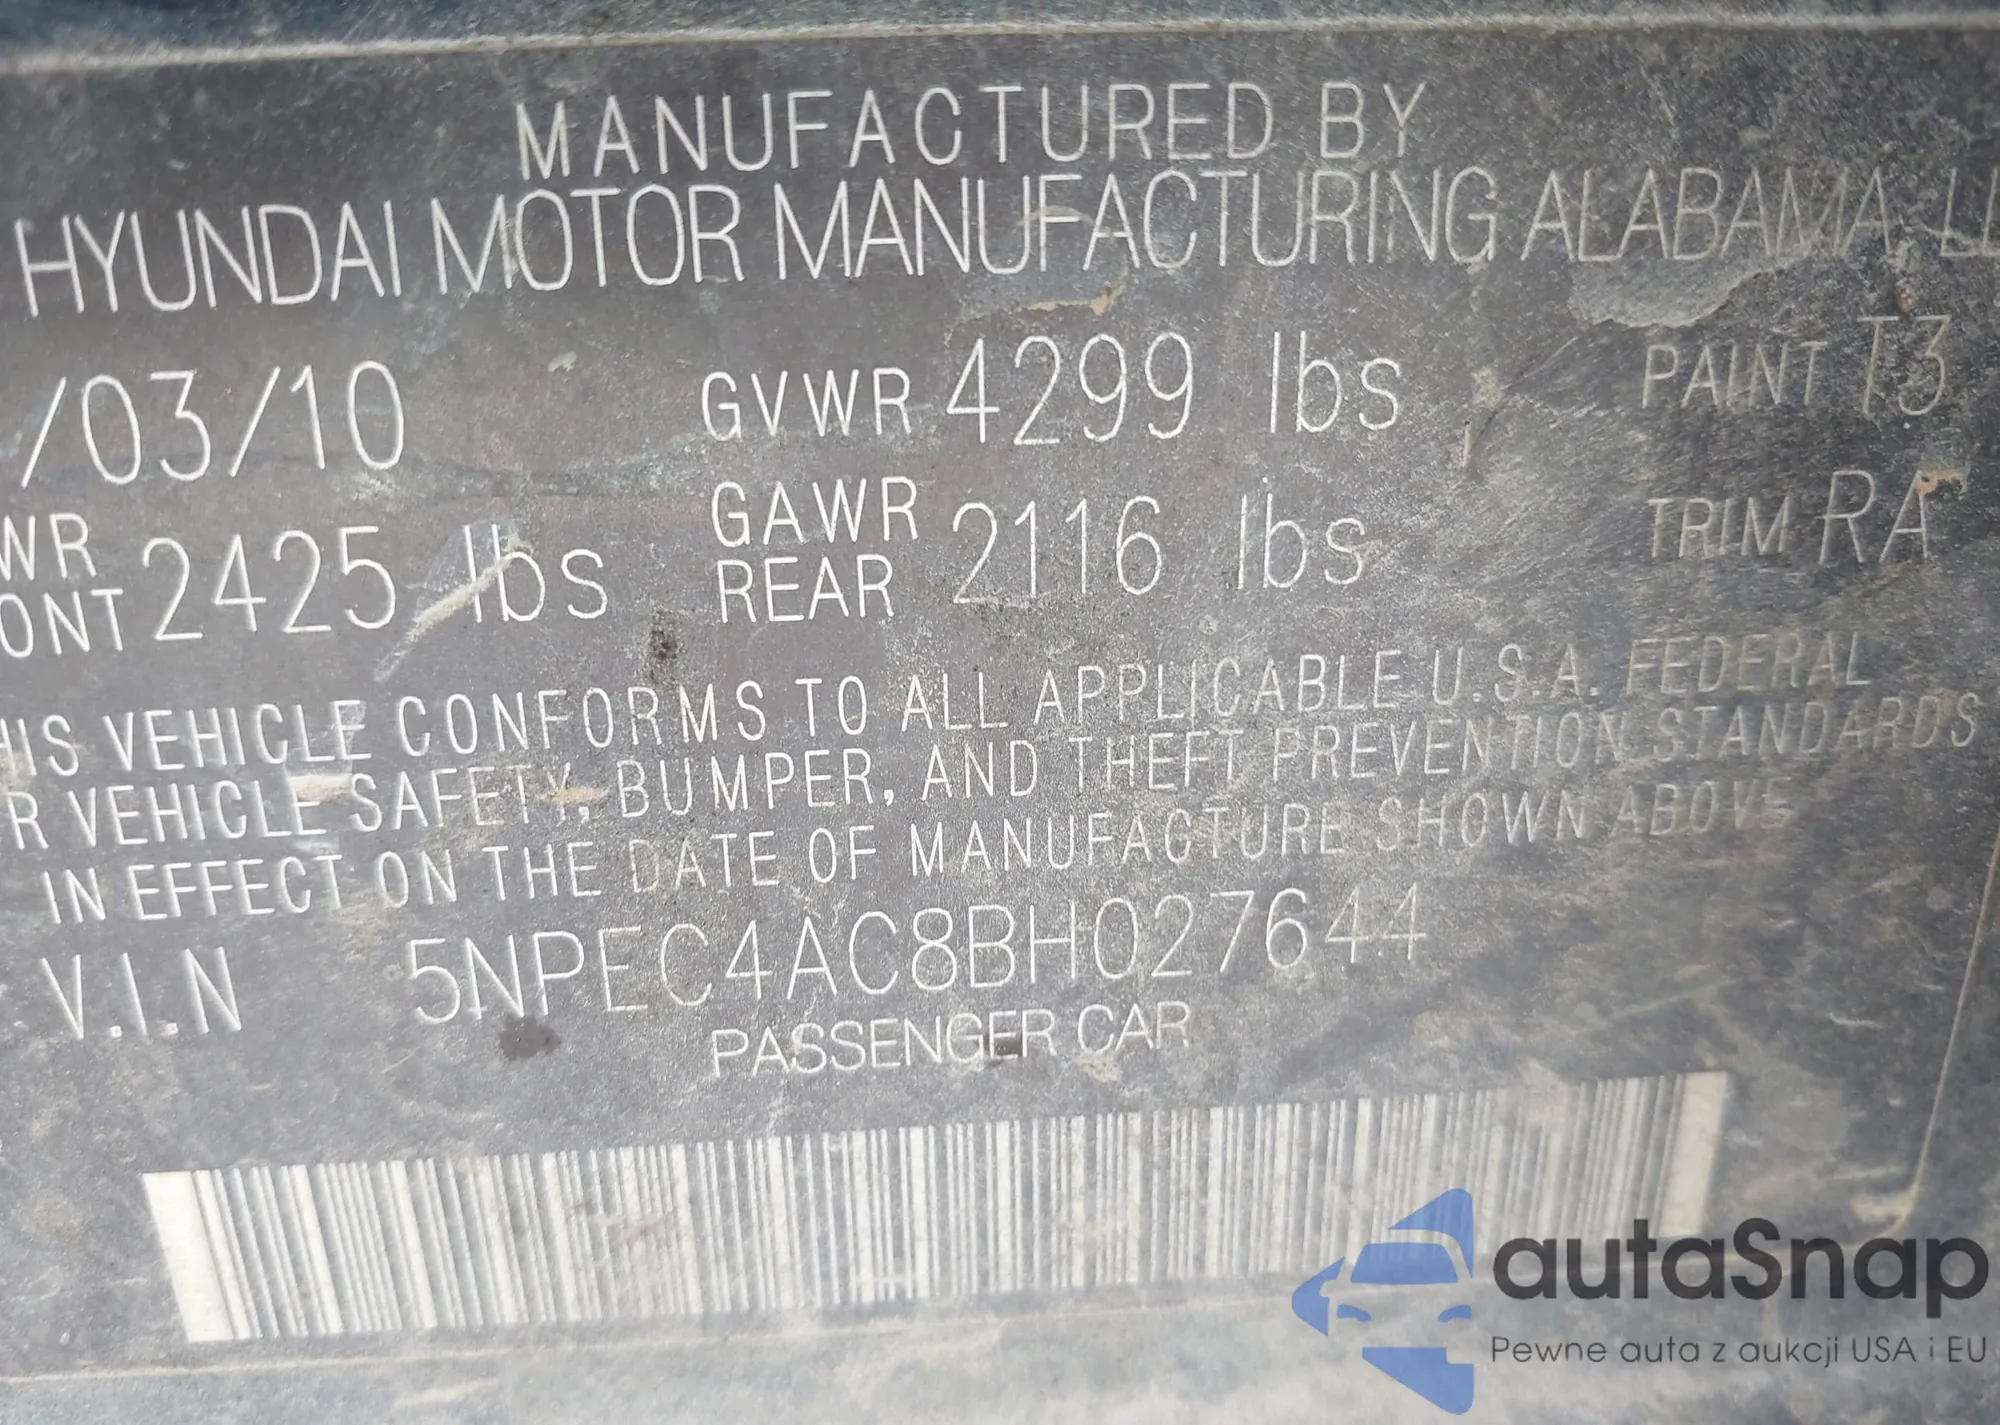 MANUFACTURED BY
HYUNDAI MOTOR MANUFACTURING ALABAMA, LL
/03/10 GVWR 4299 lbs PAINT T3
WR ONT 2425 lbs GAWR REAR 2116 lbs TRIM RA
HIS VEHICLE CONFORMS TO ALL APPLICABLE U.S.A. FEDERAL
R VEHICLE SAFETY, BUMPER, AND THEFT PREVENTION STANDARDS
IN EFFECT ON THE DATE OF MANUFACTURE SHOWN ABOVE
V.I.N 5NPEC4AC8BH027644
PASSENGER CAR
autaSnap
Pewne auta z aukcji USA i EU